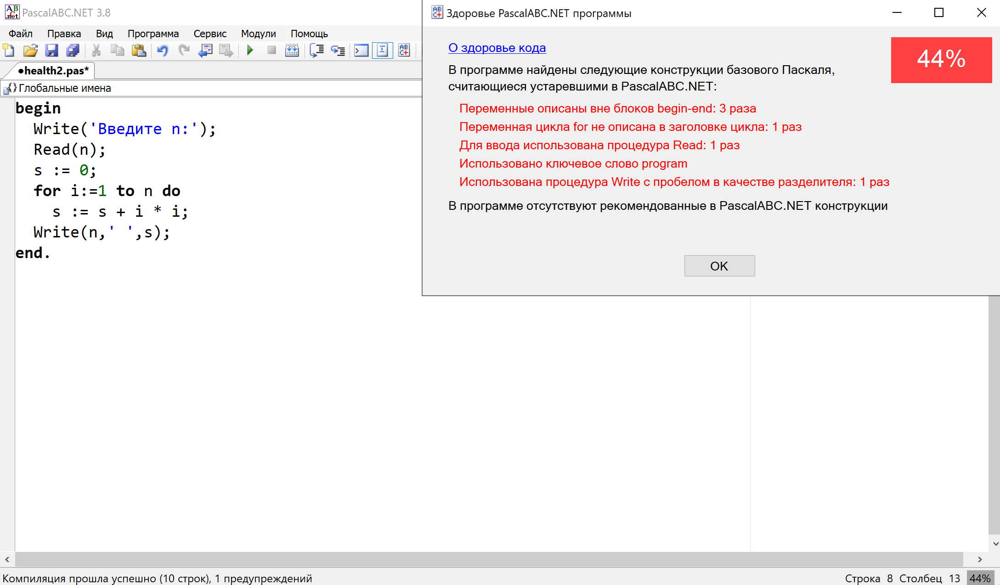 PascalABC.NET 3.8
Файл Правка Вид Программа Сервис Модули Помощь
●health2.pas*
Глобальные имена
begin
Write('Введите n:');
Read(n);
s := 0;
for i:=1 to n do
s := s + i * i;
Write(n,' ',s);
end.
Здоровье PascalABC.NET программы
О здоровье кода
44%
В программе найдены следующие конструкции базового Паскаля,
считающиеся устаревшими в PascalABC.NET:
Переменные описаны вне блоков begin-end: 3 раза
Переменная цикла for не описана в заголовке цикла: 1 раз
Для ввода использована процедура Read: 1 раз
Использовано ключевое слово program
Использована процедура Write с пробелом в качестве разделителя: 1 раз
В программе отсутствуют рекомендованные в PascalABC.NET конструкции
OK
Компиляция прошла успешно (10 строк), 1 предупреждений
Строка 8 Столбец 13 44%